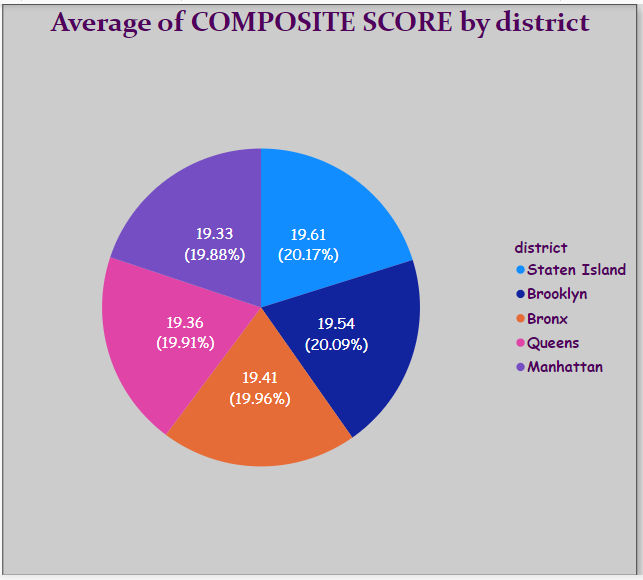 Average of COMPOSITE SCORE by district
19.33
(19.88%)
19.61
(20.17%)
19.36
(19.91%)
19.54
(20.09%)
19.41
(19.96%)
district
Staten Island
Brooklyn
Bronx
Queens
Manhattan